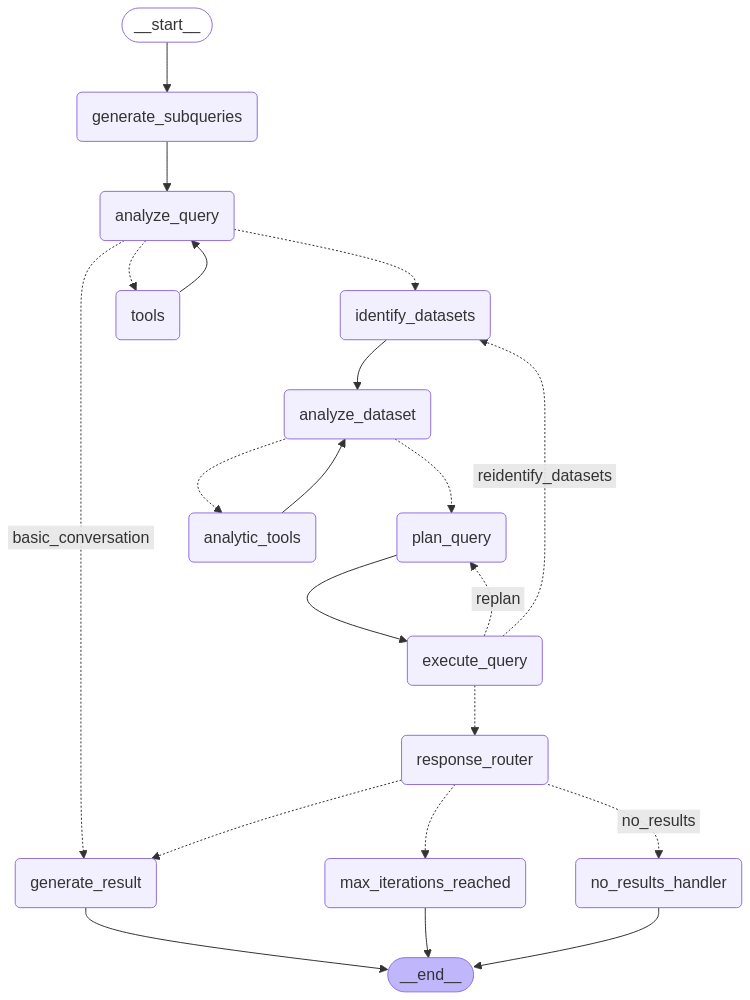 __start__
generate_subqueries
analyze_query
tools
identify_datasets
analyze_dataset
reidentify_datasets
basic_conversation
analytic_tools
plan_query
replan
execute_query
response_router
no_results
generate_result
max_iterations_reached
no_results_handler
__end__